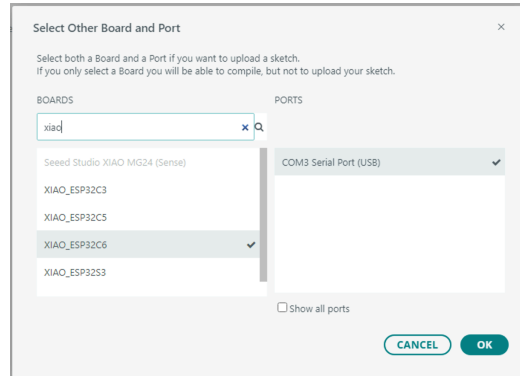 Select Other Board and Port
Select both a Board and a Port if you want to upload a sketch.
If you only select a Board you will be able to compile, but not to upload your sketch.
BOARDS
PORTS
xiao
Seeed Studio XIAO MG24 (Sense)
XIAO_ESP32C3
XIAO_ESP32C5
XIAO_ESP32C6
XIAO_ESP32S3
COM3 Serial Port (USB)
Show all ports
CANCEL
OK